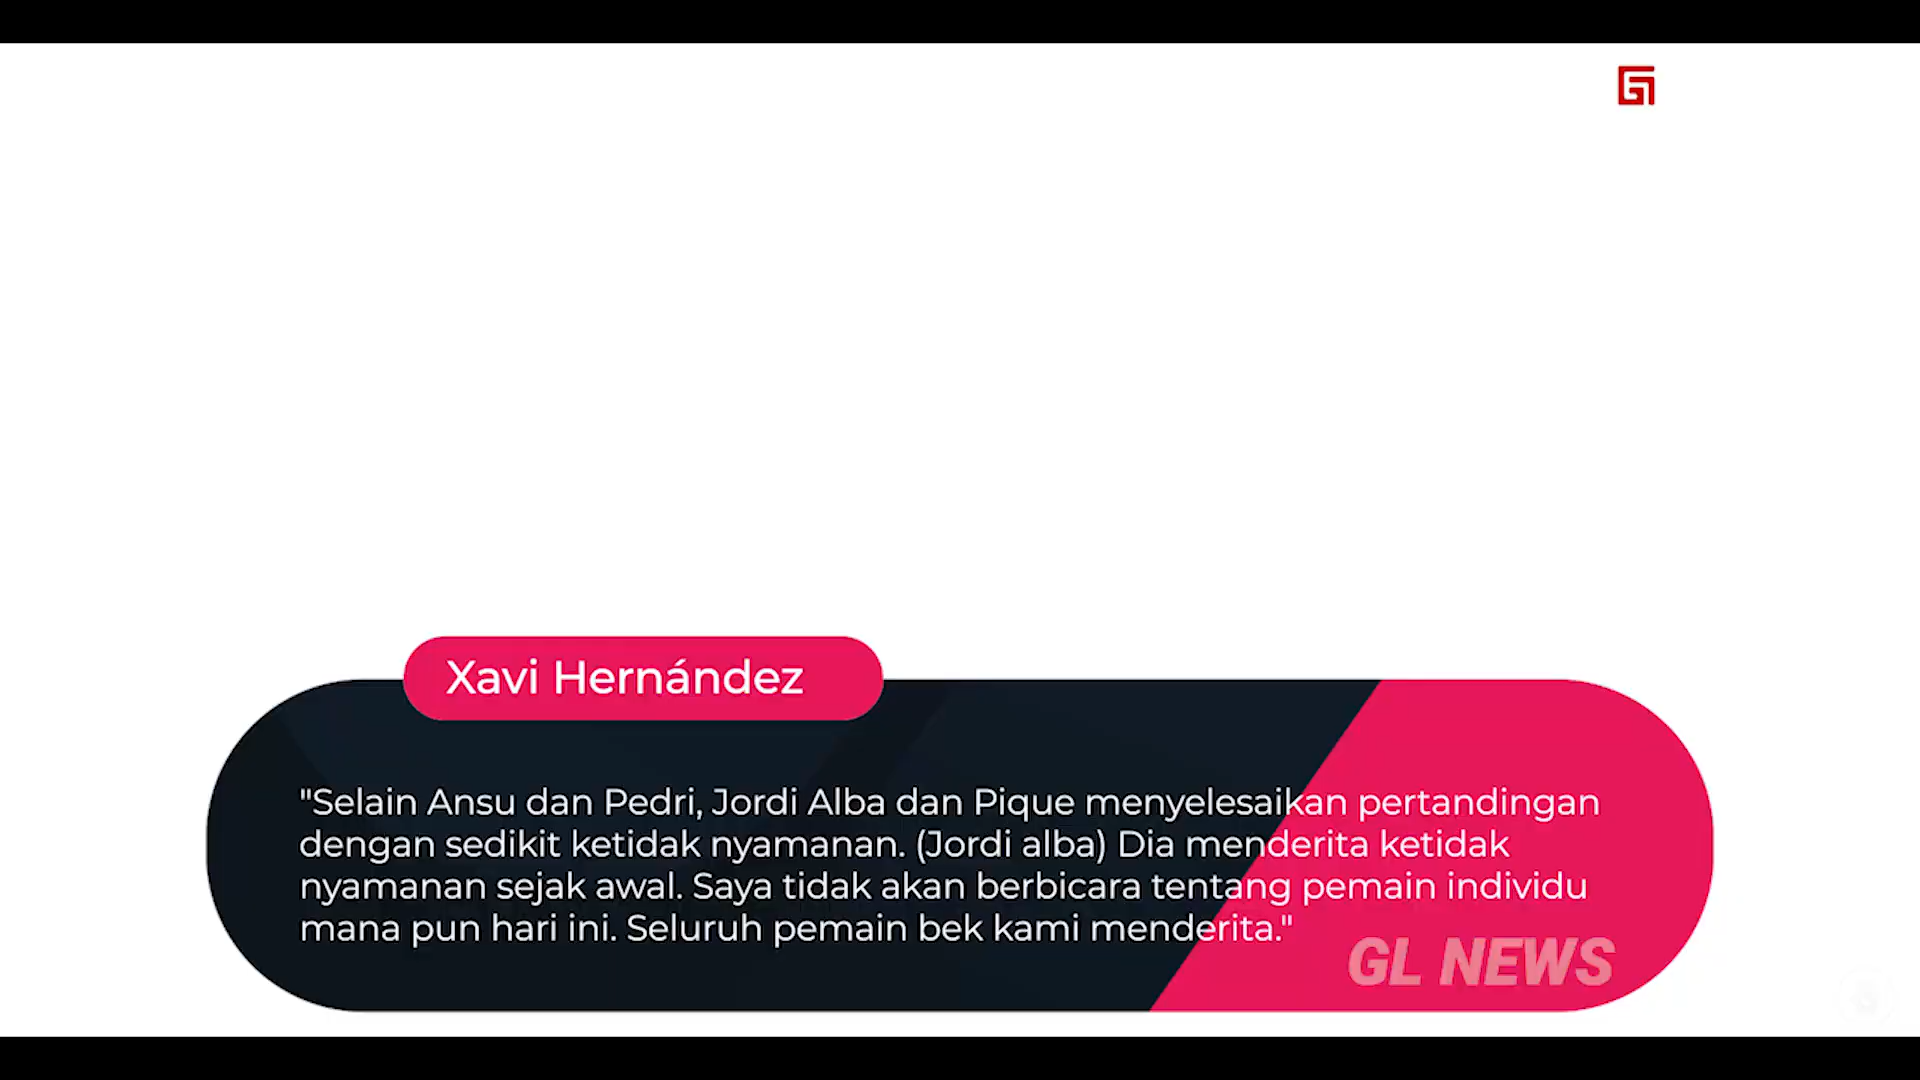 Xavi Hernández
"Selain Ansu dan Pedri, Jordi Alba dan Pique menyelesaikan pertandingan
dengan sedikit ketidak nyamanan. (Jordi alba) Dia menderita ketidak
nyamanan sejak awal. Saya tidak akan berbicara tentang pemain individu
mana pun hari ini. Seluruh pemain bek kami menderita."
GL NEWS